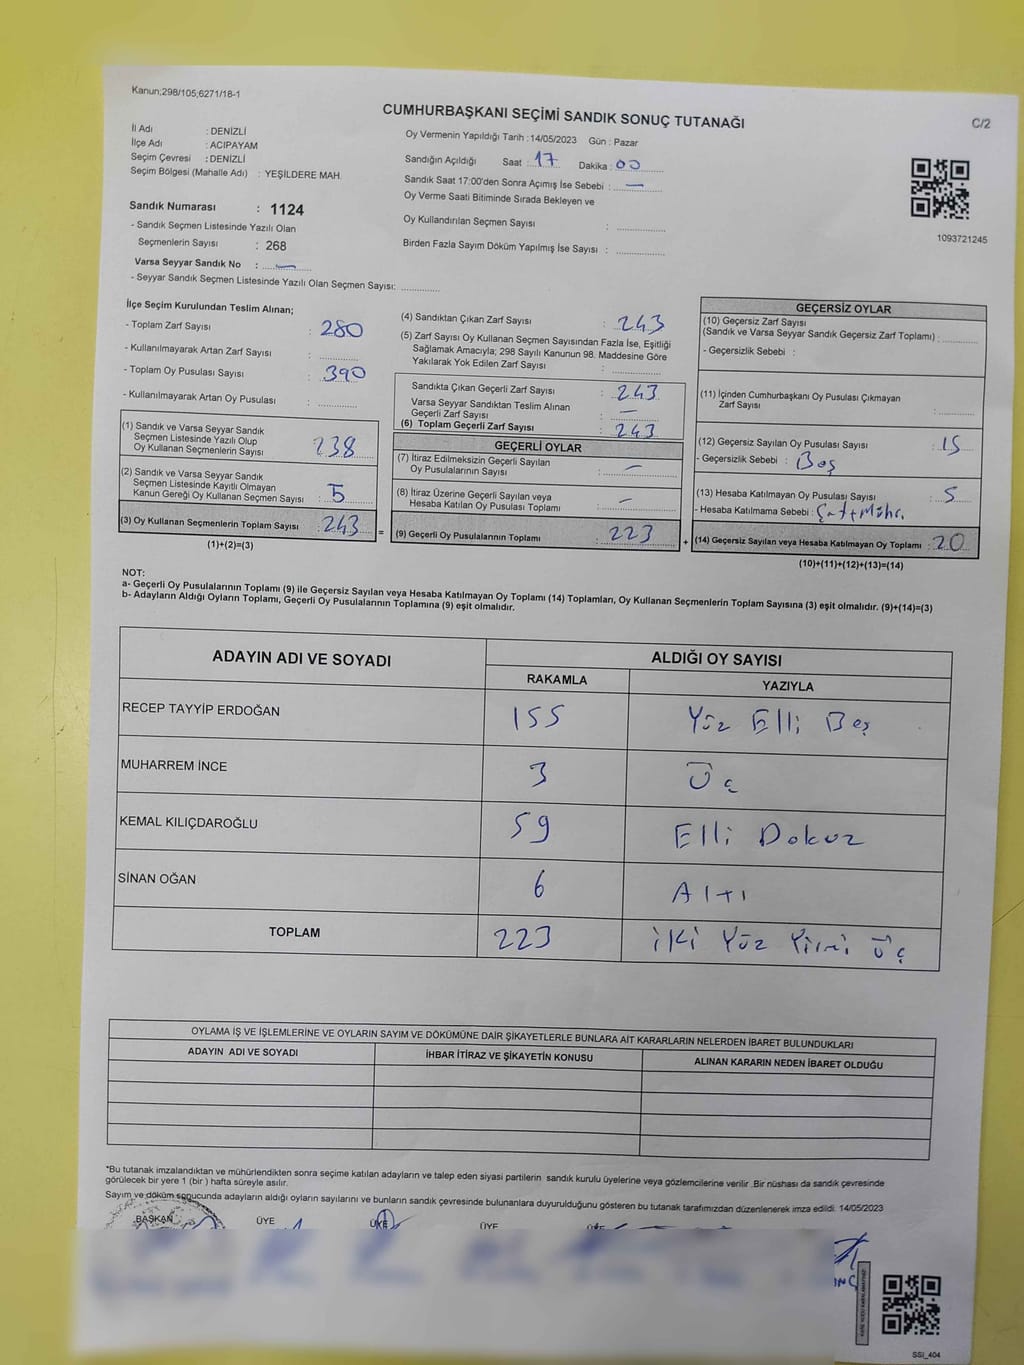 Kanun;298/105;6271/18-1
CUMHURBAŞKANI SEÇİMİ SANDIK SONUÇ TUTANAĞI
C/2
İl Adı : DENİZLİ
İlçe Adı : ACIPAYAM
Seçim Çevresi : DENİZLİ
Seçim Bölgesi (Mahalle Adı) : YEŞİLDERE MAH.
Sandık Numarası : 1124
- Sandık Seçmen Listesinde Yazılı Olan
Seçmenlerin Sayısı : 268
Varsa Seyyar Sandık No : —
- Seyyar Sandık Seçmen Listesinde Yazılı Olan Seçmen Sayısı: ..............
Oy Vermenin Yapıldığı Tarih : 14/05/2023 Gün : Pazar
Sandığın Açıldığı Saat : 17 Dakika : 00
Sandık Saat 17:00'den Sonra Açımış İse Sebebi : —
Oy Verme Saati Bitiminde Sırada Bekleyen ve
Oy Kullandırılan Seçmen Sayısı : ..............
Birden Fazla Sayım Döküm Yapılmış İse Sayısı : ..............
1093721245
İlçe Seçim Kurulundan Teslim Alınan;
- Toplam Zarf Sayısı : 280
- Kullanılmayarak Artan Zarf Sayısı : ..............
- Toplam Oy Pusulası Sayısı : 390
- Kullanılmayarak Artan Oy Pusulası : ..............
(1) Sandık ve Varsa Seyyar Sandık
Seçmen Listesinde Yazılı Olup
Oy Kullanan Seçmenlerin Sayısı : 238
(2) Sandık ve Varsa Seyyar Sandık
Seçmen Listesinde Kayıtlı Olmayan
Kanun Gereği Oy Kullanan Seçmen Sayısı : 5
(3) Oy Kullanan Seçmenlerin Toplam Sayısı : 243
(1)+(2)=(3)
=
(4) Sandıktan Çıkan Zarf Sayısı : 243
(5) Zarf Sayısı Oy Kullanan Seçmen Sayısından Fazla İse, Eşitliği
Sağlamak Amacıyla; 298 Sayılı Kanunun 98. Maddesine Göre
Yakılarak Yok Edilen Zarf Sayısı : ..............
Sandıkta Çıkan Geçerli Zarf Sayısı : 243
Varsa Seyyar Sandıktan Teslim Alınan
Geçerli Zarf Sayısı : —
(6) Toplam Geçerli Zarf Sayısı : 243
GEÇERLİ OYLAR
(7) İtiraz Edilmeksizin Geçerli Sayılan
Oy Pusulalarının Sayısı : —
(8) İtiraz Üzerine Geçerli Sayılan veya
Hesaba Katılan Oy Pusulası Toplamı : —
(9) Geçerli Oy Pusulalarının Toplamı : 223
+
GEÇERSİZ OYLAR
(10) Geçersiz Zarf Sayısı
(Sandık ve Varsa Seyyar Sandık Geçersiz Zarf Toplamı) : ..............
- Geçersizlik Sebebi :
(11) İçinden Cumhurbaşkanı Oy Pusulası Çıkmayan
Zarf Sayısı : ..............
(12) Geçersiz Sayılan Oy Pusulası Sayısı : 15
- Geçersizlik Sebebi : Boş
(13) Hesaba Katılmayan Oy Pusulası Sayısı : 5
- Hesaba Katılmama Sebebi :
(14) Geçersiz Sayılan veya Hesaba Katılmayan Oy Toplamı : 20
(10)+(11)+(12)+(13)=(14)
NOT:
a- Geçerli Oy Pusulalarının Toplamı (9) ile Geçersiz Sayılan veya Hesaba Katılmayan Oy Toplamı (14) Toplamları, Oy Kullanan Seçmenlerin Toplam Sayısına (3) eşit olmalıdır. (9)+(14)=(3)
b- Adayların Aldığı Oyların Toplamı, Geçerli Oy Pusulalarının Toplamına (9) eşit olmalıdır.
ADAYIN ADI VE SOYADI ALDIĞI OY SAYISI
RAKAMLA YAZIYLA
RECEP TAYYİP ERDOĞAN 155 Yüz Elli Beş
MUHARREM İNCE 3 Üç
KEMAL KILIÇDAROĞLU 59 Elli Dokuz
SİNAN OĞAN 6 Altı
TOPLAM 223 İki Yüz Yirmi Üç
OYLAMA İŞ VE İŞLEMLERİNE VE OYLARIN SAYIM VE DÖKÜMÜNE DAİR ŞİKAYETLERLE BUNLARA AİT KARARLARIN NELERDEN İBARET BULUNDUKLARI
ADAYIN ADI VE SOYADI İHBAR İTİRAZ VE ŞİKAYETİN KONUSU ALINAN KARARIN NEDEN İBARET OLDUĞU
*Bu tutanak imzalandıktan ve mühürlendikten sonra seçime katılan adayların ve talep eden siyasi partilerin sandık kurulu üyelerine veya gözlemcilerine verilir .Bir nüshası da sandık çevresinde
görülecek bir yere 1 (bir ) hafta süreyle asılır.
Sayım ve döküm sonucunda adayların aldığı oyların sayılarını ve bunların sandık çevresinde bulunanlara duyurulduğunu gösteren bu tutanak tarafımızdan düzenlenerek imza edildi. 14/05/2023
BAŞKAN ÜYE ÜYE ÜYE
SSI_404